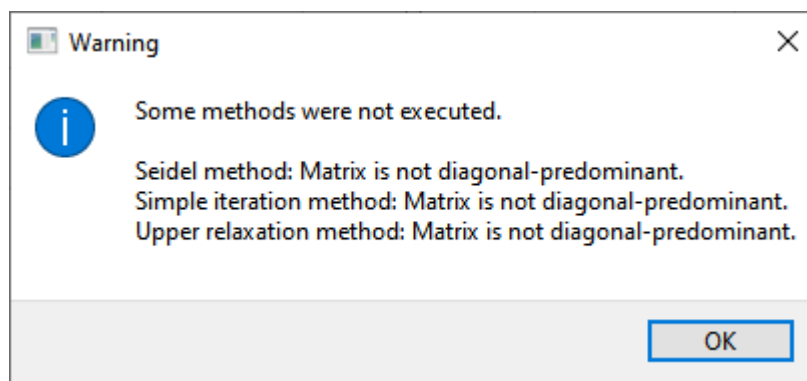 Warning
Some methods were not executed.
Seidel method: Matrix is not diagonal-predominant.
Simple iteration method: Matrix is not diagonal-predominant.
Upper relaxation method: Matrix is not diagonal-predominant.
OK